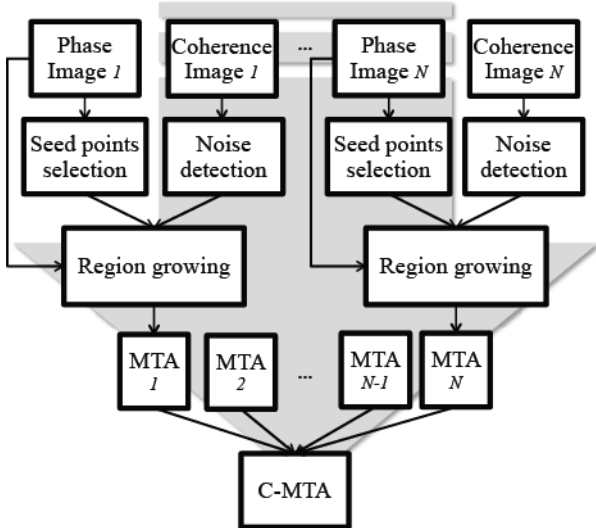 Phase
Image 1
Coherence
Image 1
...
Phase
Image N
Coherence
Image N
Seed points
selection
Noise
detection
Seed points
selection
Noise
detection
Region growing
Region growing
MTA
1
MTA
2
...
MTA
N-1
MTA
N
C-MTA